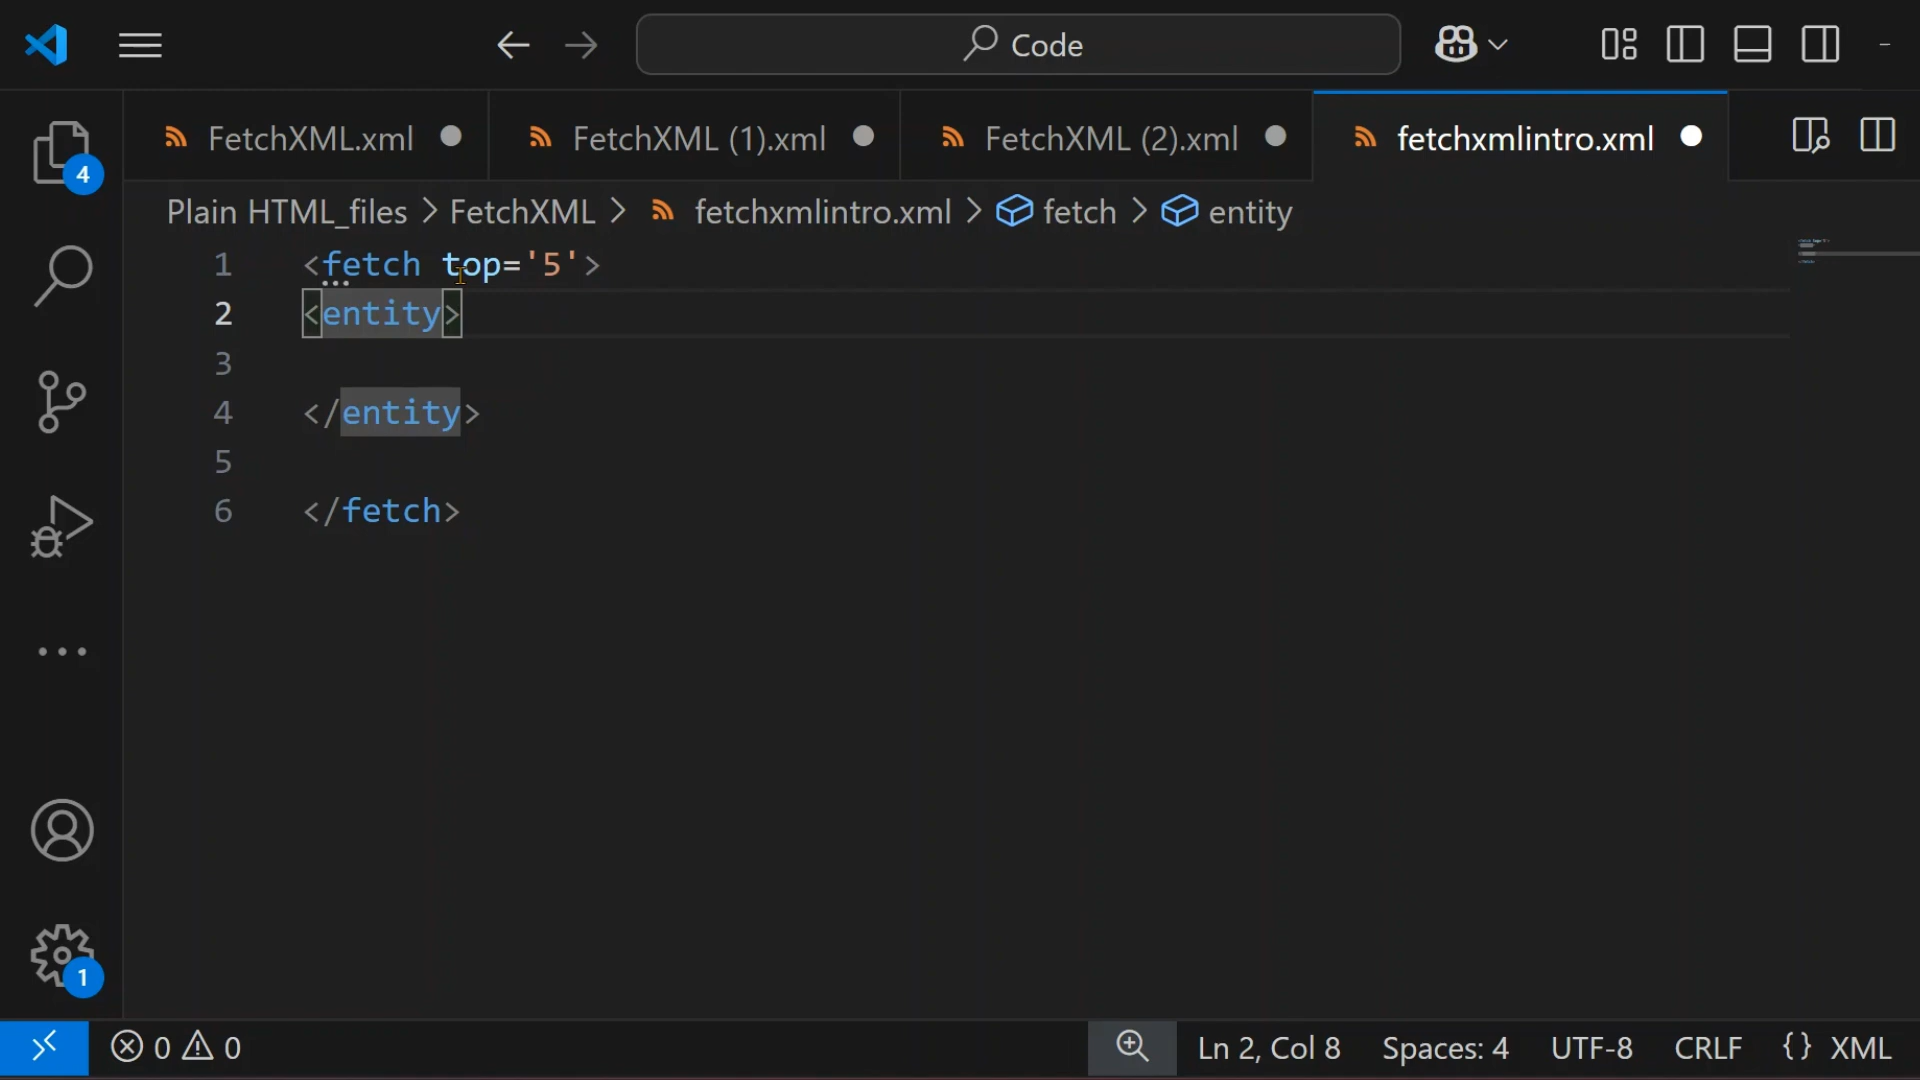 Code
FetchXML.xml FetchXML (1).xml FetchXML (2).xml fetchxmlintro.xml
4
Plain HTML_files > FetchXML > fetchxmlintro.xml > fetch > entity
1 <fetch top='5'>
2 <entity>
3
4 </entity>
5
6 </fetch>
1
0 0 Ln 2, Col 8 Spaces: 4 UTF-8 CRLF {} XML